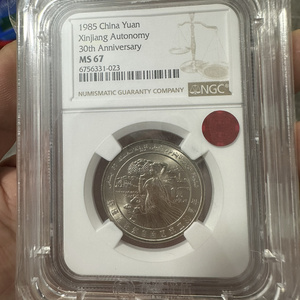 1985 China Yuan
Xinjiang Autonomy
30th Anniversary
MS 67
6756331-023
NGC
NUMISMATIC GUARANTY COMPANY